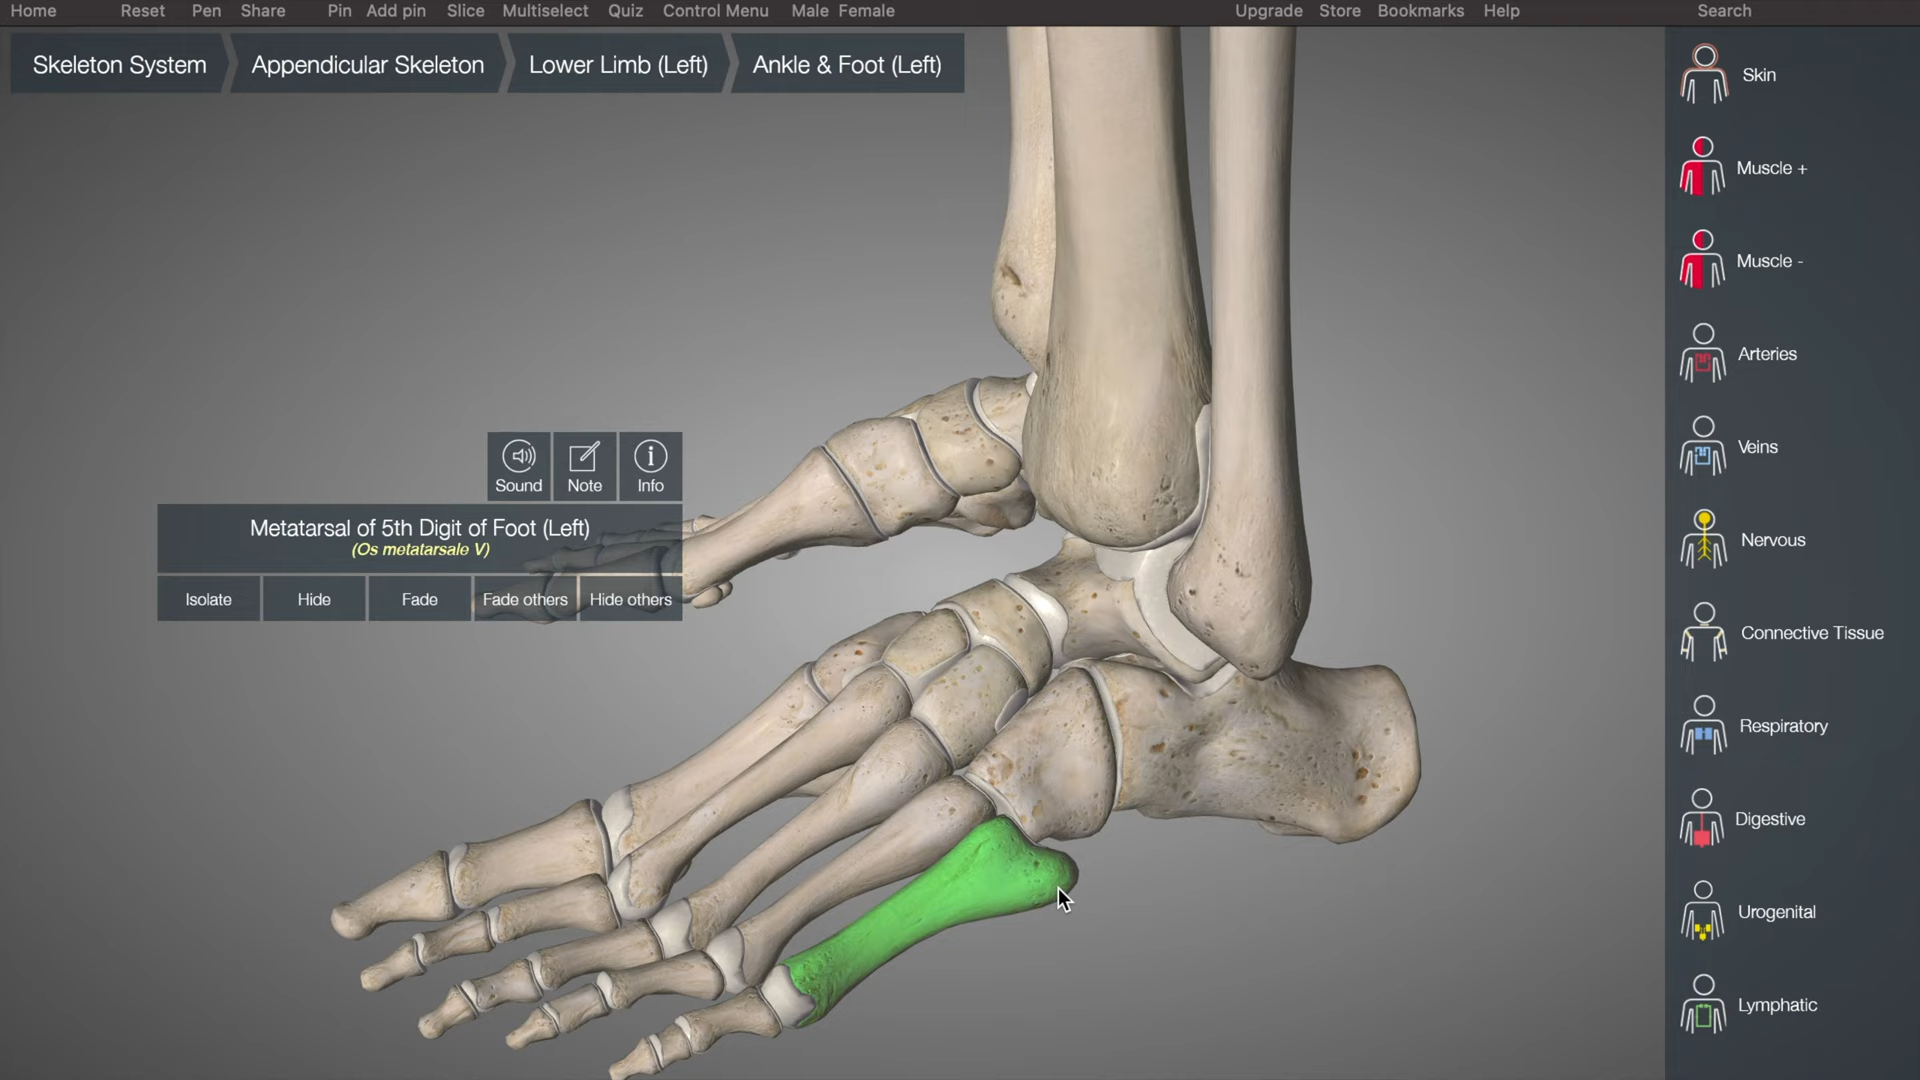 Home Reset Pen Share Pin Add pin Slice Multiselect Quiz Control Menu Male Female Upgrade Store Bookmarks Help Search
Skeleton System Appendicular Skeleton Lower Limb (Left) Ankle & Foot (Left)
Sound Note Info
Metatarsal of 5th Digit of Foot (Left)
(Os metatarsale V)
Isolate Hide Fade Fade others Hide others
Skin
Muscle +
Muscle -
Arteries
Veins
Nervous
Connective Tissue
Respiratory
Digestive
Urogenital
Lymphatic